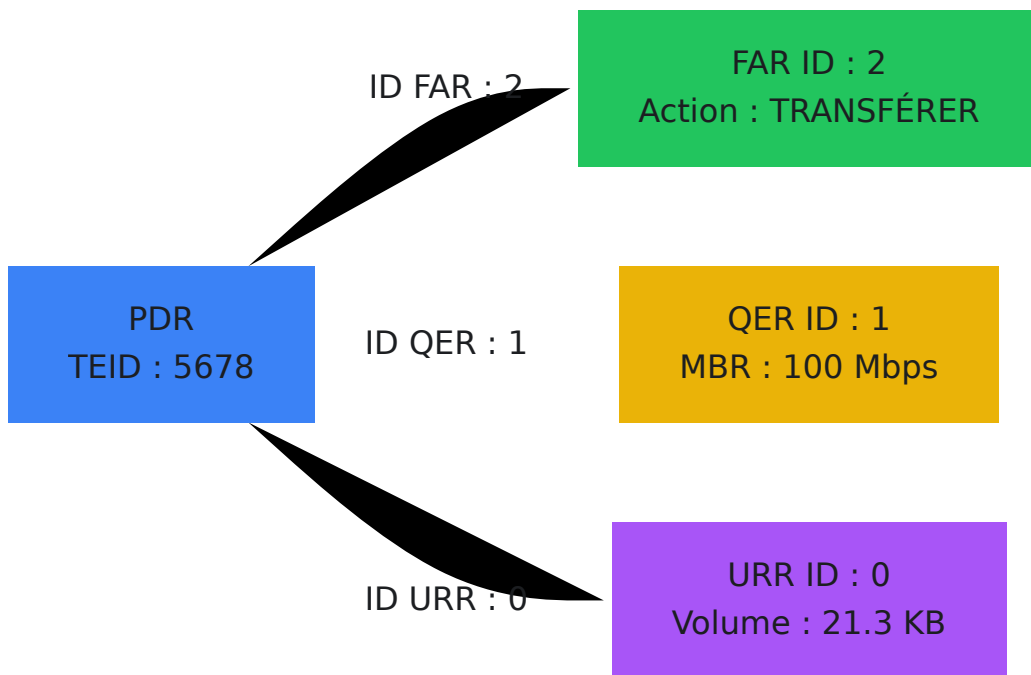 ID FAR : 2
FAR ID : 2
Action : TRANSFÉRER
PDR
TEID : 5678
ID QER : 1
QER ID : 1
MBR : 100 Mbps
ID URR : 0
URR ID : 0
Volume : 21.3 KB